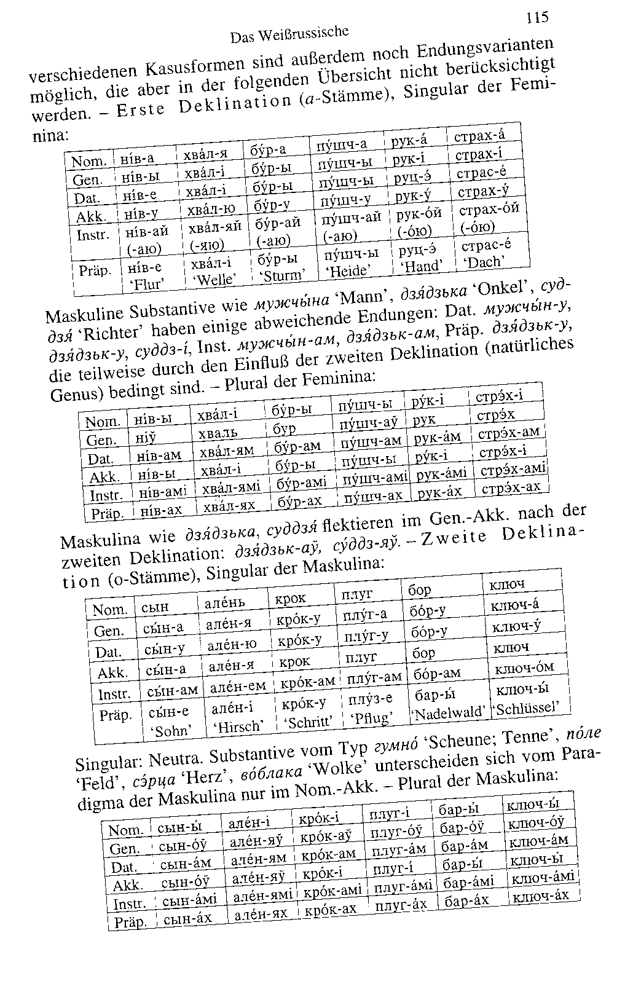 115
Das Weißrussische
verschiedenen Kasusformen sind außerdem noch Endungsvarianten
möglich, die aber in der folgenden Übersicht nicht berücksichtigt
werden. – Erste Deklination (a-Stämme), Singular der Femi-
nina:
Nom. ні́в-а хва́л-я бу́р-а пу́шч-а рук-а́ страх-а́
Gen. ні́в-ы хва́л-і бу́р-ы пу́шч-ы рук-і́ страх-і́
Dat. ні́в-е хва́л-і бу́р-ы пу́шч-ы руц-э́ страс-е́
Akk. ні́в-у хва́л-ю бу́р-у пу́шч-у рук-у́ страх-у́
Instr. ні́в-ай хва́л-яй бу́р-ай пу́шч-ай рук-о́й страх-о́й
(-аю) (-яю) (-аю) (-аю) (-о́ю) (-о́ю)
Präp. ні́в-е хва́л-і бу́р-ы пу́шч-ы руц-э́ страс-е́
‘Flur’ ‘Welle’ ‘Sturm’ ‘Heide’ ‘Hand’ ‘Dach’
Maskuline Substantive wie мужчы́на ‘Mann’, дзя́дзька ‘Onkel’, суд-
дзя́ ‘Richter’ haben einige abweichende Endungen: Dat. мужчы́н-у,
дзя́дзьк-у, суддз-і́, Inst. мужчы́н-ам, дзя́дзьк-ам, Präp. дзя́дзьк-у,
die teilweise durch den Einfluß der zweiten Deklination (natürliches
Genus) bedingt sind. – Plural der Feminina:
Nom. ні́в-ы хва́л-і бу́р-ы пу́шч-ы ру́к-і стрэ́х-і
Gen. ніў хваль бур пу́шч-аў рук стрэх
Dat. ні́в-ам хва́л-ям бу́р-ам пу́шч-ам рук-а́м стрэ́х-ам
Akk. ні́в-ы хва́л-і бу́р-ы пу́шч-ы ру́к-і стрэ́х-і
Instr. ні́в-амі хва́л-ямі бу́р-амі пу́шч-амі рук-а́мі стрэ́х-амі
Präp. ні́в-ах хва́л-ях бу́р-ах пу́шч-ах рук-а́х стрэ́х-ах
Maskulina wie дзя́дзька, суддзя́ flektieren im Gen.-Akk. nach der
zweiten Deklination: дзя́дзьк-аў, су́ддз-яў. – Zweite Deklina-
tion (o-Stämme), Singular der Maskulina:
Nom. сын але́нь крок плуг бор ключ
Gen. сы́н-а але́н-я кро́к-у плу́г-а бо́р-у ключ-а́
Dat. сы́н-у але́н-ю кро́к-у плу́г-у бо́р-у ключ-у́
Akk. сы́н-а але́н-я крок плуг бор ключ
Instr. сы́н-ам але́н-ем кро́к-ам плу́г-ам бо́р-ам ключ-о́м
Präp. сы́н-е але́н-і кро́к-у плу́з-е бар-ы́ ключ-ы́
‘Sohn’ ‘Hirsch’ ‘Schritt’ ‘Pflug’ ‘Nadelwald’ ‘Schlüssel’
Singular: Neutra. Substantive vom Typ гумно́ ‘Scheune; Tenne’, по́ле
‘Feld’, сэ́рца ‘Herz’, во́блака ‘Wolke’ unterscheiden sich vom Para-
digma der Maskulina nur im Nom.-Akk. – Plural der Maskulina:
Nom. сын-ы́ але́н-і кро́к-і плуг-і́ бар-ы́ ключ-ы́
Gen. сын-о́ў але́н-яў кро́к-аў плуг-о́ў бар-о́ў ключ-о́ў
Dat. сын-а́м але́н-ям кро́к-ам плуг-а́м бар-а́м ключ-а́м
Akk. сын-о́ў але́н-яў кро́к-і плуг-і́ бар-ы́ ключ-ы́
Instr. сын-а́мі але́н-ямі кро́к-амі плуг-а́мі бар-а́мі ключ-а́мі
Präp. сын-а́х але́н-ях кро́к-ах плуг-а́х бар-а́х ключ-а́х